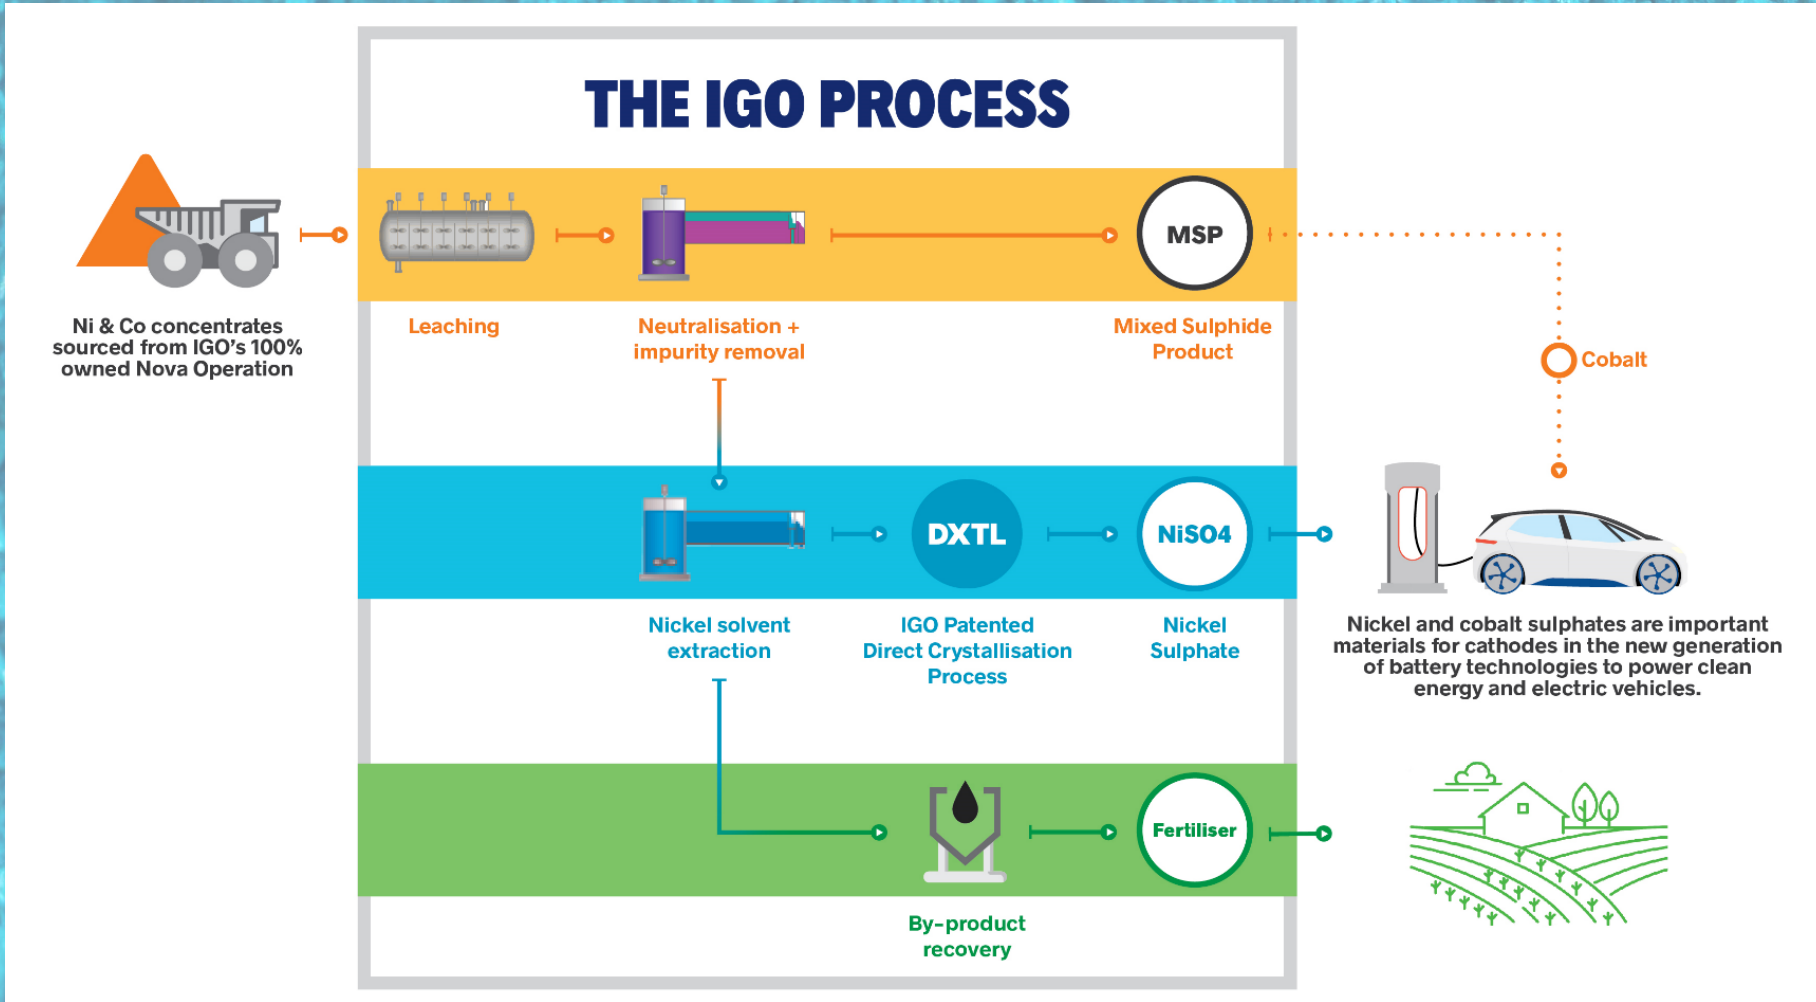 THE IGO PROCESS
MSP
Ni & Co concentrates
sourced from IGO's 100%
owned Nova Operation
Leaching
Neutralisation +
impurity removal
Mixed Sulphide
Product
Cobalt
DXTL
NiSO4
Nickel solvent
extraction
IGO Patented
Direct Crystallisation
Process
Nickel
Sulphate
Nickel and cobalt sulphates are important
materials for cathodes in the new generation
of battery technologies to power clean
energy and electric vehicles.
Fertiliser
By-product
recovery